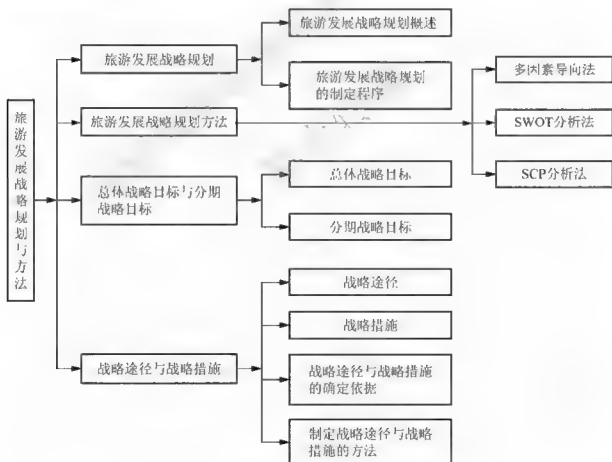 旅游发展战略规划与方法
旅游发展战略规划
旅游发展战略规划概述
旅游发展战略规划
的制定程序
旅游发展战略规划方法
多因素导向法
SWOT分析法
SCP分析法
总体战略目标与分期
战略目标
总体战略目标
分期战略目标
战略途径与战略措施
战略途径
战略措施
战略途径与战略措施
的确定依据
制定战略途径与战略
措施的方法